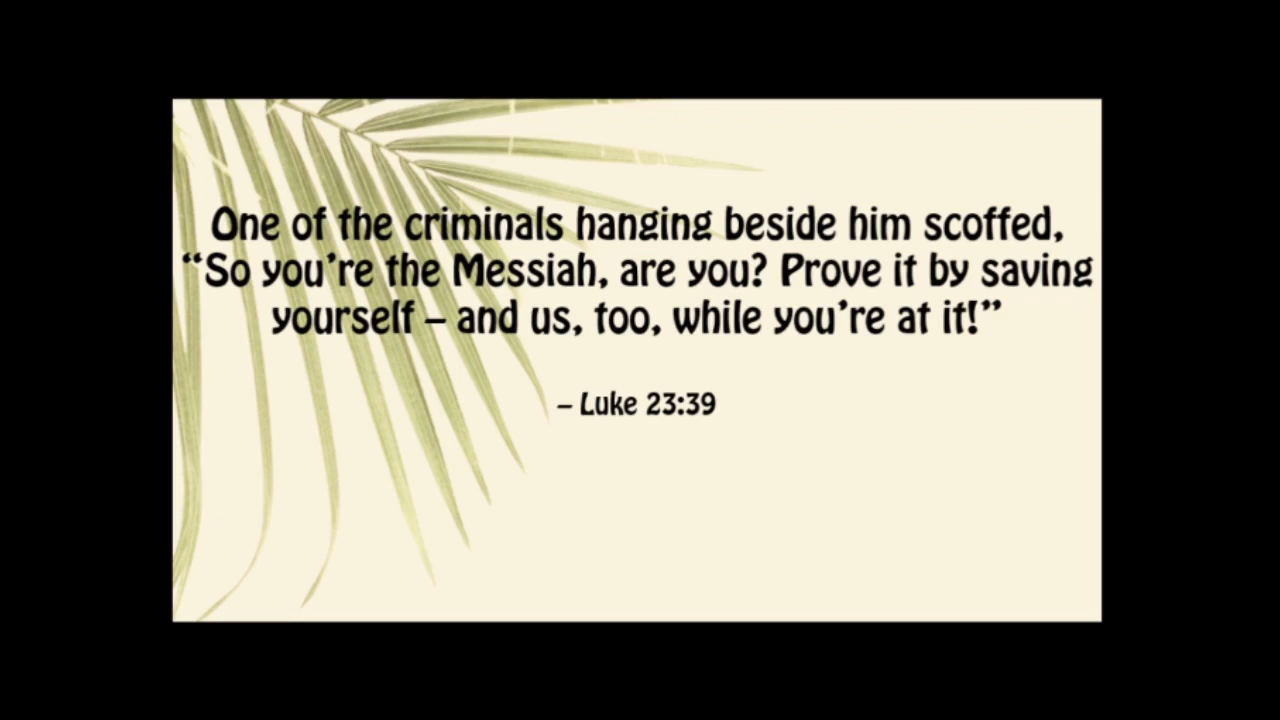 One of the criminals hanging beside him scoffed,
“So you’re the Messiah, are you? Prove it by saving
yourself – and us, too, while you’re at it!”
– Luke 23:39